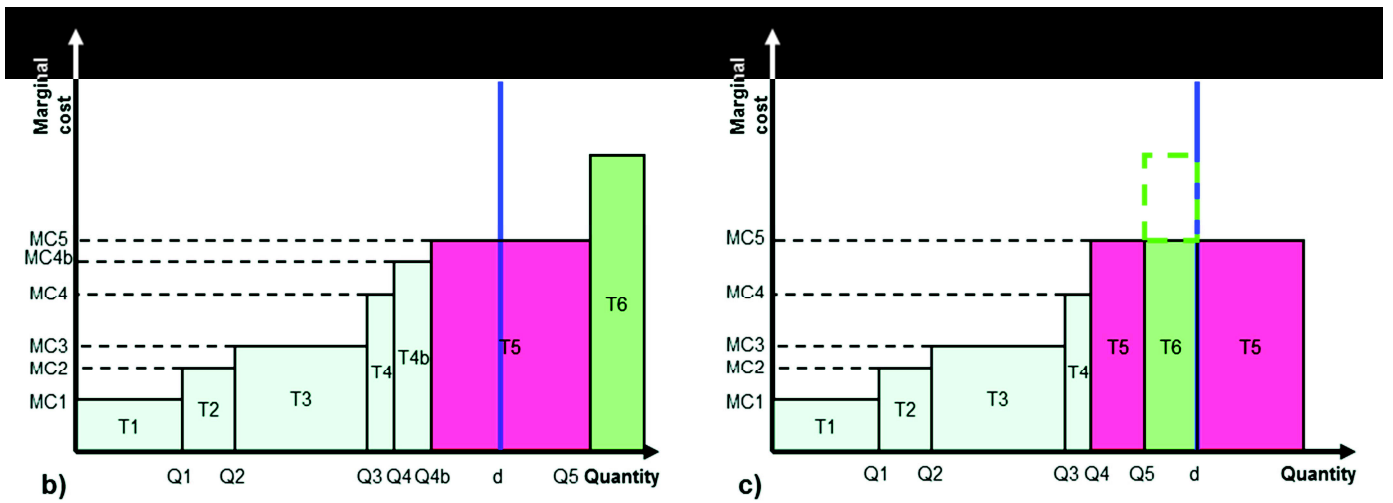 Marginal cost
MC5
MC4b
MC4
MC3
MC2
MC1
T1
T2
T3
T4
T4b
T5
T6
Q1 Q2 Q3 Q4 Q4b d Q5 Quantity
b)
Marginal cost
MC5
MC4
MC3
MC2
MC1
T1
T2
T3
T4
T5
T6
T5
Q1 Q2 Q3 Q4 Q5 d Quantity
c)